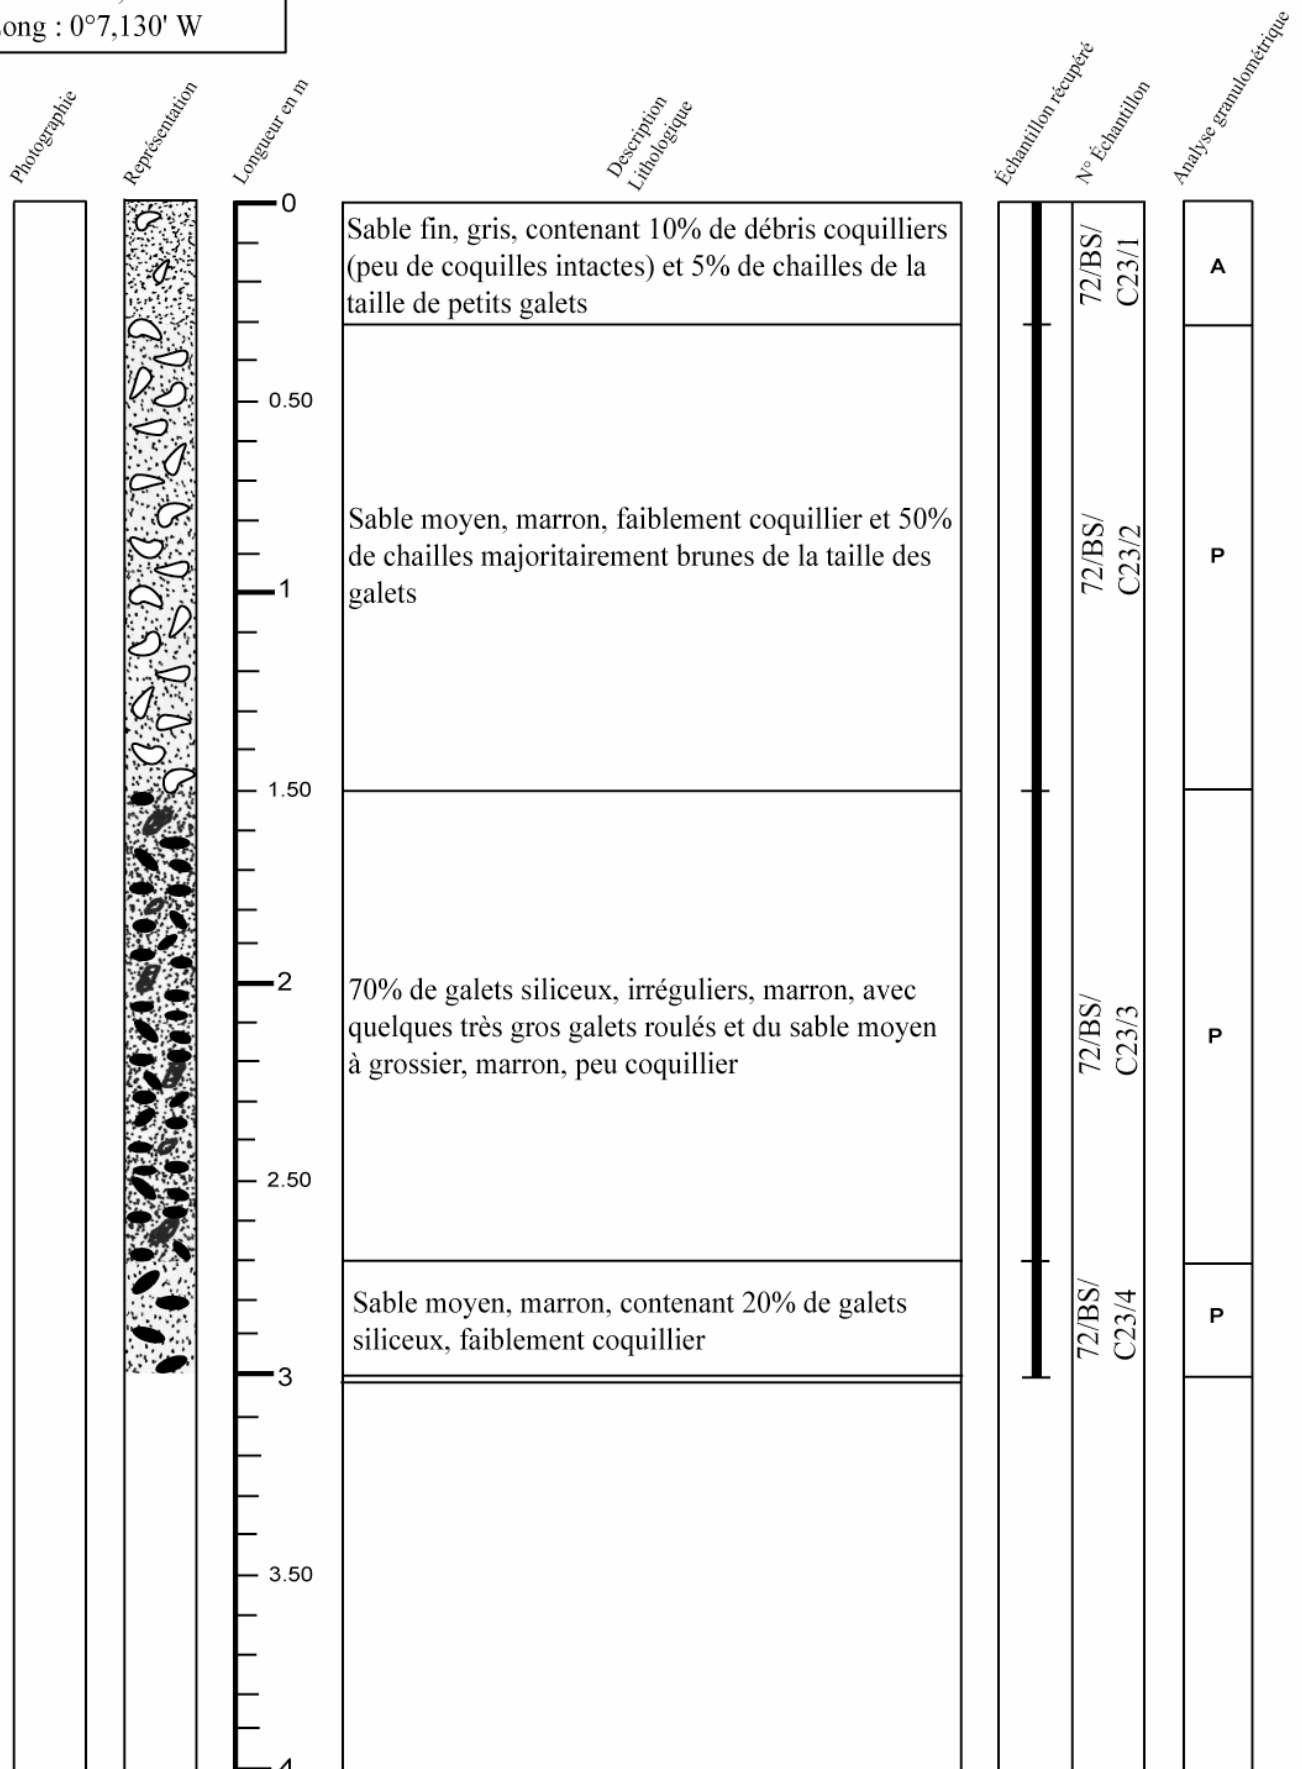 Long : 0°7,130' W
Photographie
Représentation
Longueur en m
Description
Lithologique
Échantillon récupéré
N° Échantillon
Analyse granulométrique
0
Sable fin, gris, contenant 10% de débris coquilliers
(peu de coquilles intactes) et 5% de chailles de la
taille de petits galets
72/BS/
C23/1
A
0.50
Sable moyen, marron, faiblement coquillier et 50%
de chailles majoritairement brunes de la taille des
galets
72/BS/
C23/2
P
1
1.50
70% de galets siliceux, irréguliers, marron, avec
quelques très gros galets roulés et du sable moyen
à grossier, marron, peu coquillier
72/BS/
C23/3
P
2
2.50
Sable moyen, marron, contenant 20% de galets
siliceux, faiblement coquillier
72/BS/
C23/4
P
3
3.50
4